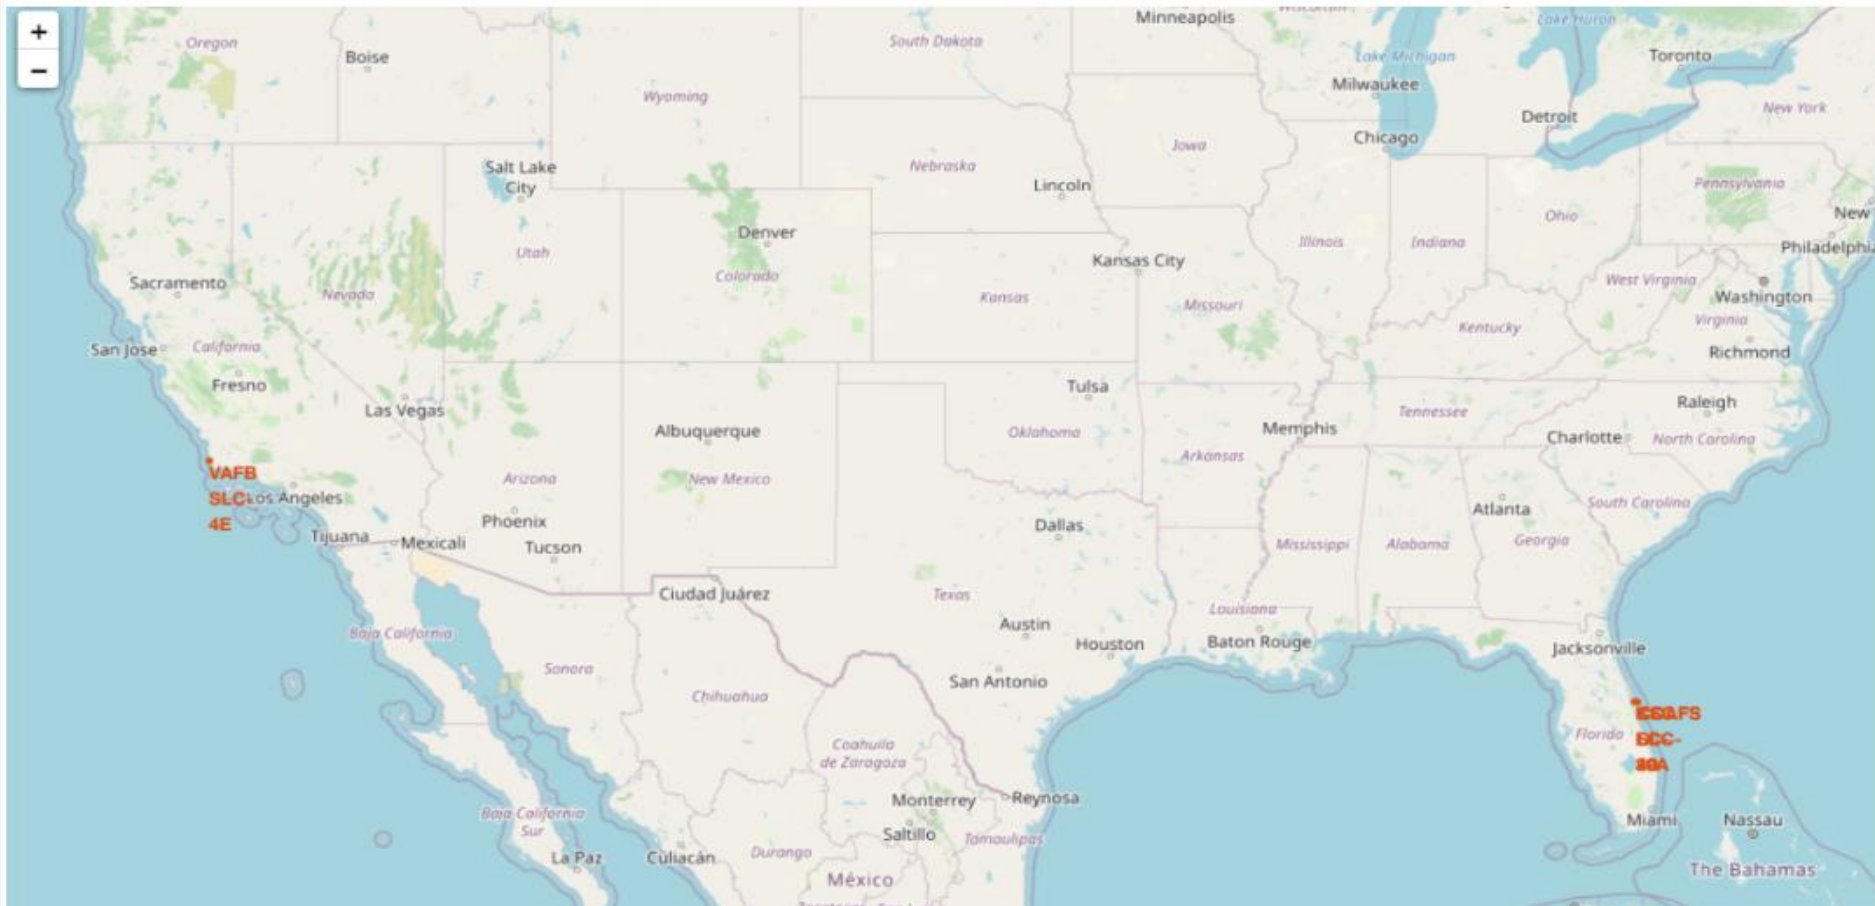 +
−
Minneapolis
Wisconsin
Lake Huron
Oregon
Boise
South Dakota
Lake Michigan
Toronto
Wyoming
Milwaukee
New York
Detroit
Chicago
Iowa
Salt Lake
City
Nebraska
Lincoln
Pennsylvania
Ohio
New
Denver
Utah
Illinois
Indiana
Philadelphia
Kansas City
Colorado
Sacramento
Nevada
Kansas
Missouri
West Virginia
Washington
Virginia
Kentucky
San Jose
California
Richmond
Fresno
Tulsa
Las Vegas
Raleigh
Tennessee
Albuquerque
Oklahoma
Memphis
Charlotte
North Carolina
Arkansas
VAFB
SLC-
4E
Los Angeles
Arizona
New Mexico
South Carolina
Atlanta
Phoenix
Dallas
Tijuana
Mexicali
Tucson
Mississippi
Alabama
Georgia
Ciudad Juárez
Texas
Louisiana
Austin
Baja California
Houston
Baton Rouge
Jacksonville
Sonora
San Antonio
Chihuahua
Florida
Coahuila
de Zaragoza
Monterrey
Reynosa
Baja California
Sur
Saltillo
Tamaulipas
Miami
Nassau
La Paz
Culiacán
Durango
The Bahamas
México